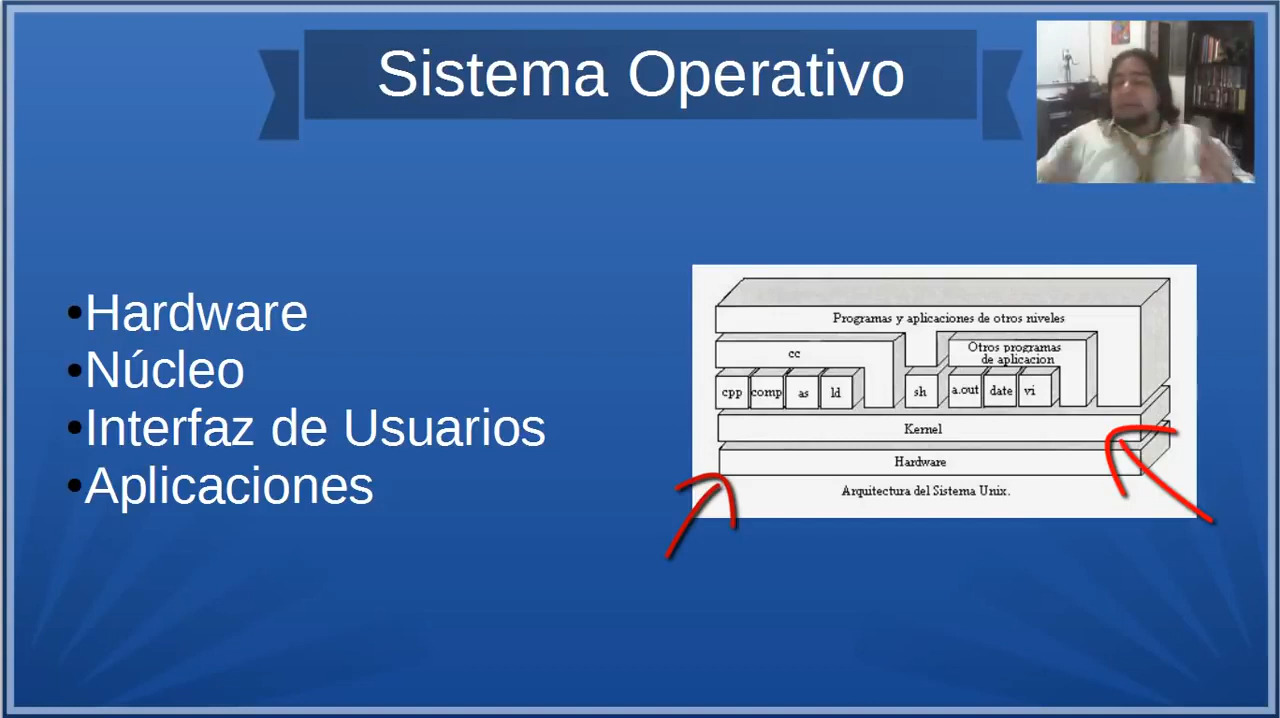 Sistema Operativo
•Hardware
•Núcleo
•Interfaz de Usuarios
•Aplicaciones
Programas y aplicaciones de otros niveles
cc
Otros programas
de aplicacion
cpp comp as ld sh a.out date vi
Kernel
Hardware
Arquitectura del Sistema Unix.